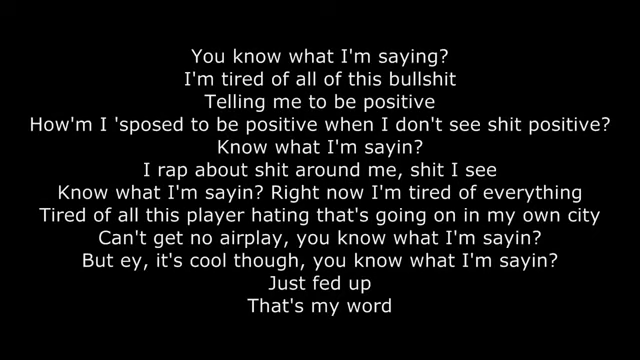 You know what I'm saying?
I'm tired of all of this bullshit
Telling me to be positive
How'm I 'sposed to be positive when I don't see shit positive?
Know what I'm sayin?
I rap about shit around me, shit I see
Know what I'm sayin? Right now I'm tired of everything
Tired of all this player hating that's going on in my own city
Can't get no airplay, you know what I'm sayin?
But ey, it's cool though, you know what I'm sayin?
Just fed up
That's my word